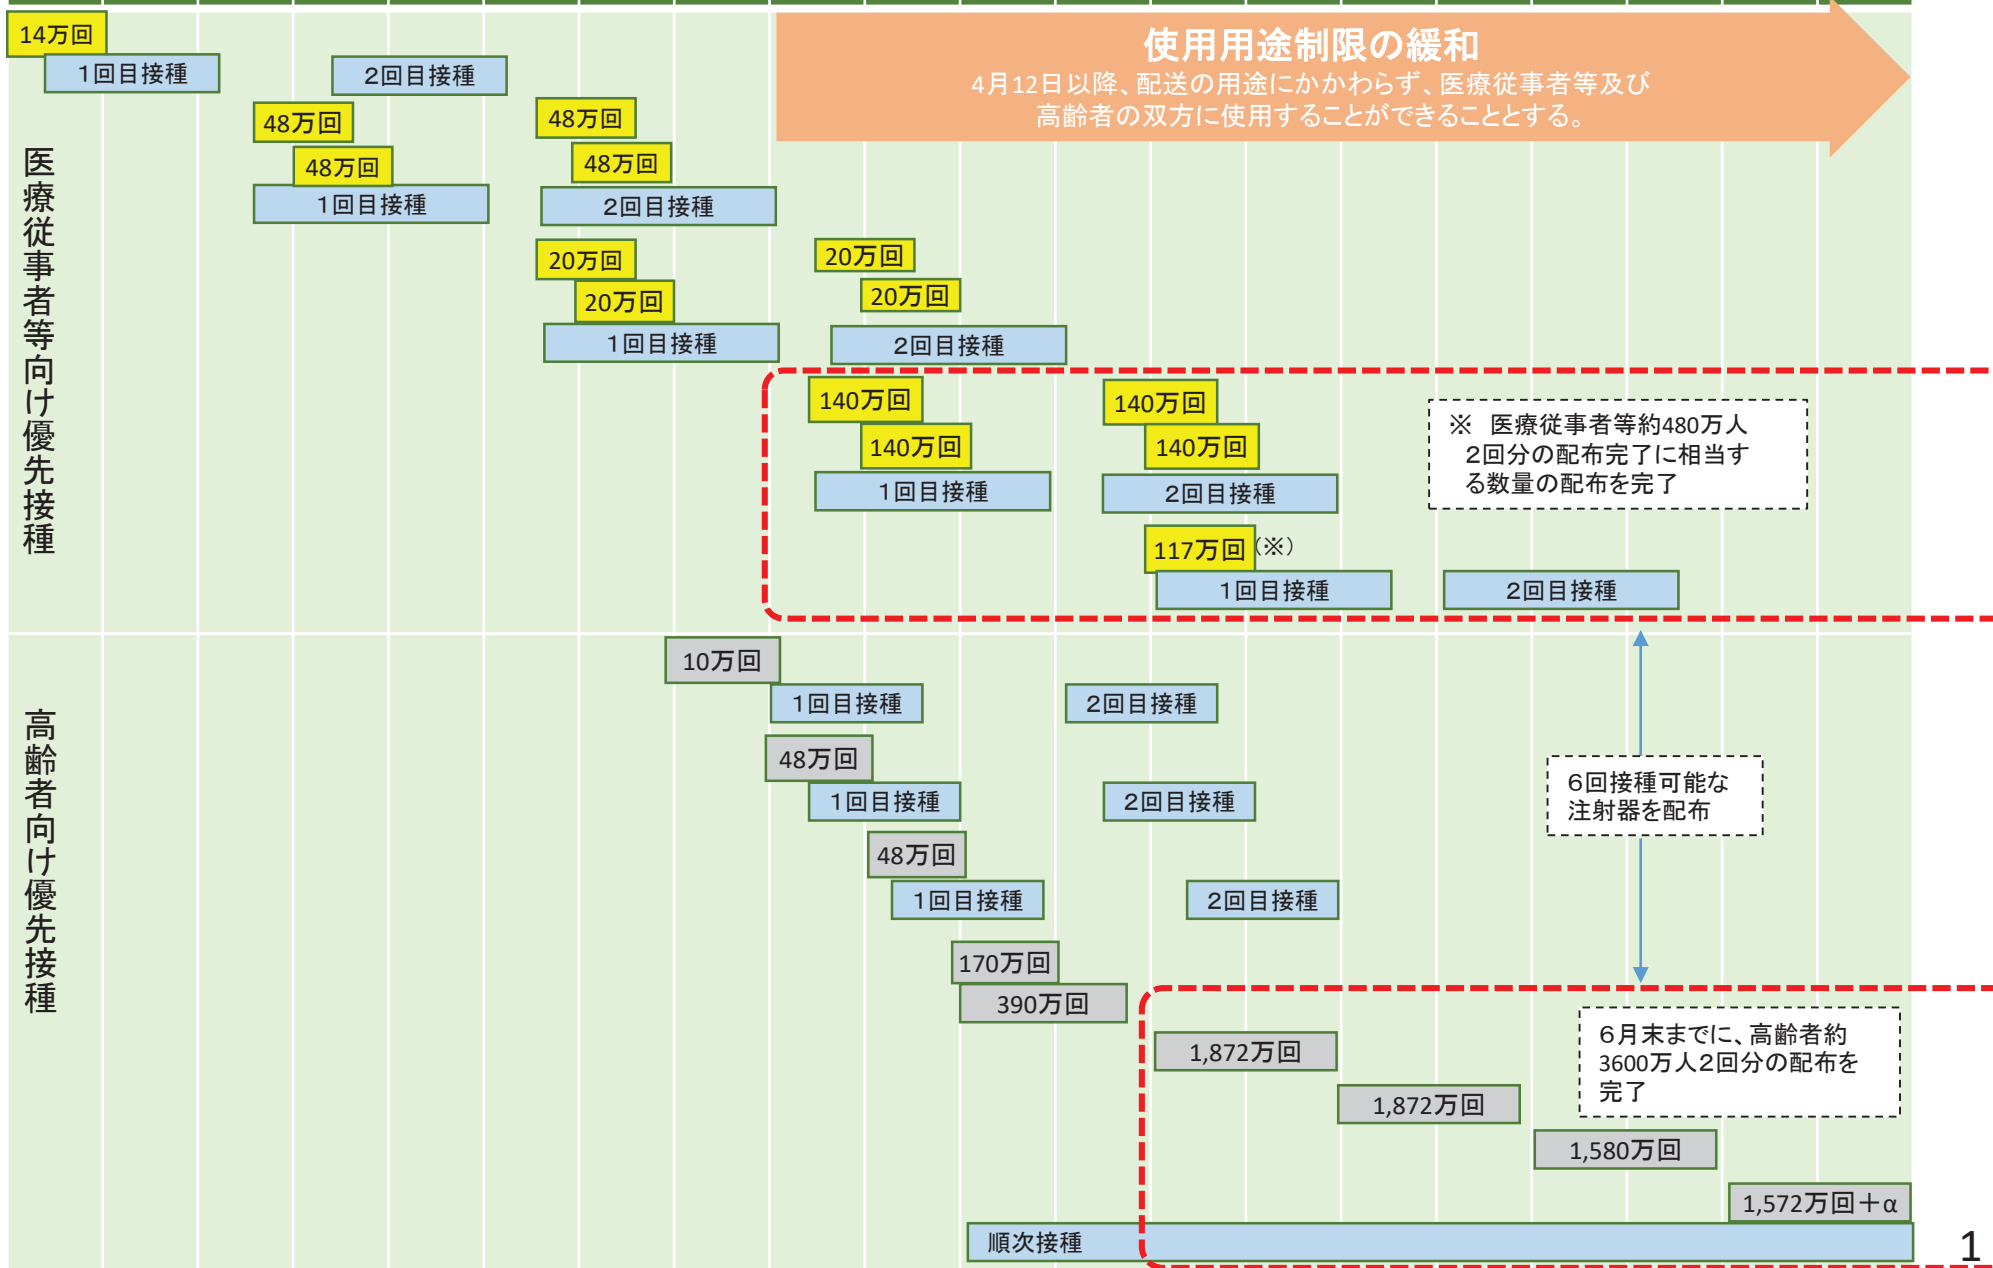 14万回
1回目接種
2回目接種
使用用途制限の緩和
4月12日以降、配送の用途にかかわらず、医療従事者等及び
高齢者の双方に使用することができることとする。
医療従事者等向け優先接種
48万回
48万回
1回目接種
48万回
48万回
2回目接種
20万回
20万回
1回目接種
20万回
20万回
2回目接種
140万回
140万回
1回目接種
140万回
140万回
2回目接種
※ 医療従事者等約480万人
2回分の配布完了に相当す
る数量の配布を完了
117万回(※)
1回目接種
2回目接種
高齢者向け優先接種
10万回
1回目接種
2回目接種
48万回
1回目接種
2回目接種
6回接種可能な
注射器を配布
48万回
1回目接種
2回目接種
170万回
390万回
1,872万回
1,872万回
1,580万回
1,572万回＋α
6月末までに、高齢者約
3600万人2回分の配布を
完了
順次接種
1